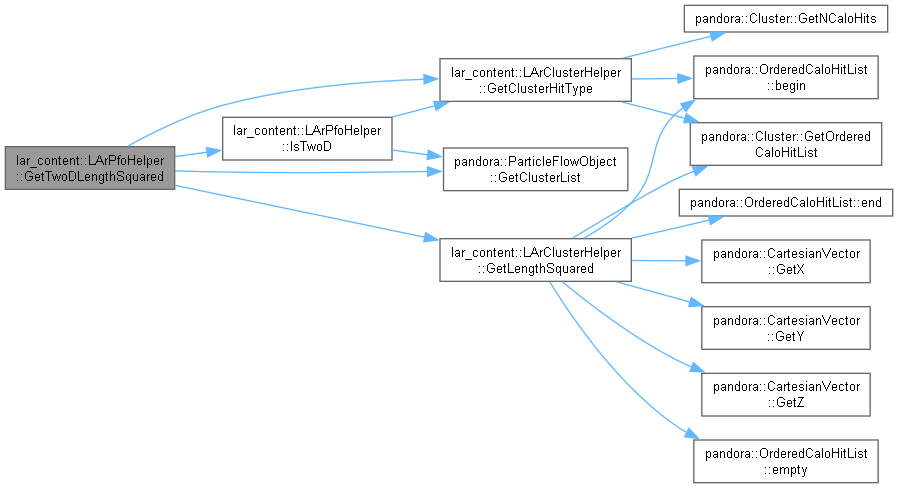 lar_content::LArPfoHelper
::GetTwoDLengthSquared
lar_content::LArPfoHelper
::IsTwoD
lar_content::LArClusterHelper
::GetClusterHitType
pandora::ParticleFlowObject
::GetClusterList
lar_content::LArClusterHelper
::GetLengthSquared
pandora::Cluster::GetNCaloHits
pandora::OrderedCaloHitList
::begin
pandora::Cluster::GetOrdered
CaloHitList
pandora::OrderedCaloHitList::end
pandora::CartesianVector
::GetX
pandora::CartesianVector
::GetY
pandora::CartesianVector
::GetZ
pandora::OrderedCaloHitList
::empty